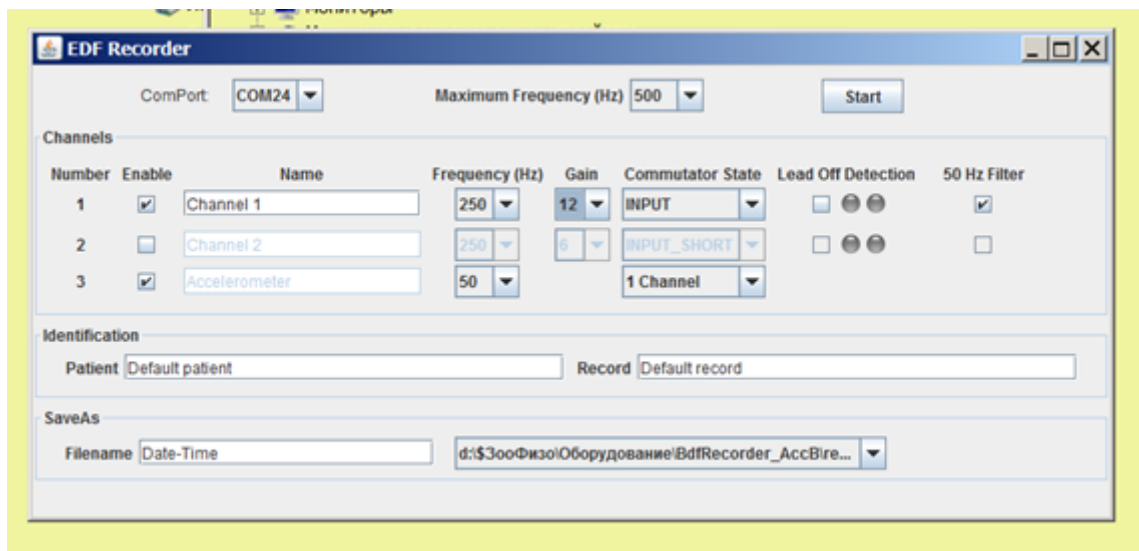 Мониторы
EDF Recorder
ComPort: COM24 Maximum Frequency (Hz) 500 Start
Channels
Number Enable Name Frequency (Hz) Gain Commutator State Lead Off Detection 50 Hz Filter
1 Channel 1 250 12 INPUT
2 Channel 2 250 6 INPUT_SHORT
3 Accelerometer 50 1 Channel
Identification
Patient Default patient Record Default record
SaveAs
Filename Date-Time d:\$ЗооФизо\Оборудование\BdfRecorder_AccB\re...